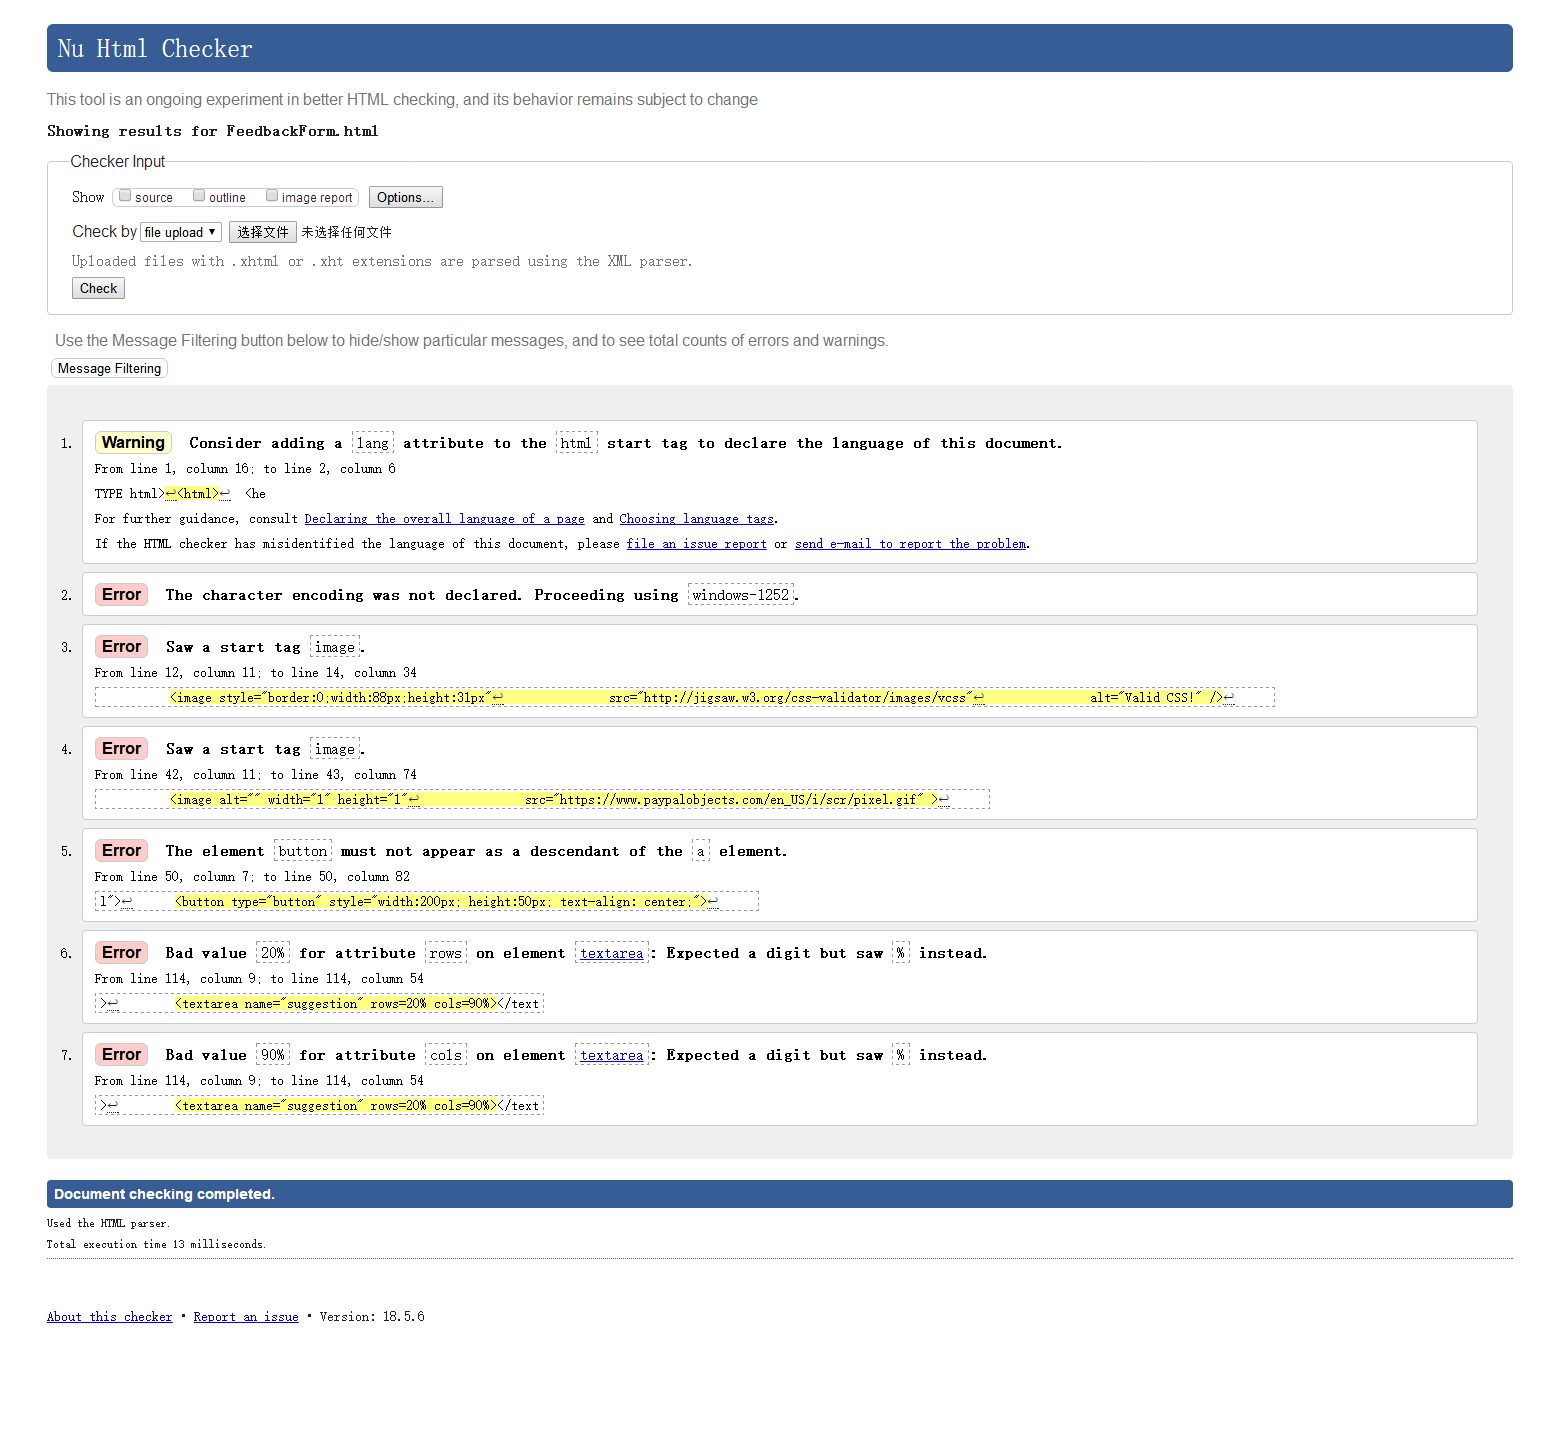 Nu Html Checker
This tool is an ongoing experiment in better HTML checking, and its behavior remains subject to change
Showing results for FeedbackForm.html
Checker Input
Show source outline image report Options...
Check by file upload ▼ 选择文件 未选择任何文件
Uploaded files with .xhtml or .xht extensions are parsed using the XML parser.
Check
Use the Message Filtering button below to hide/show particular messages, and to see total counts of errors and warnings.
Message Filtering
1. Warning Consider adding a lang attribute to the html start tag to declare the language of this document.
From line 1, column 16; to line 2, column 6
TYPE html>↩<html>↩ <he
For further guidance, consult Declaring the overall language of a page and Choosing language tags.
If the HTML checker has misidentified the language of this document, please file an issue report or send e-mail to report the problem.
2. Error The character encoding was not declared. Proceeding using windows-1252.
3. Error Saw a start tag image.
From line 12, column 11; to line 14, column 34
<image style="border:0;width:88px;height:31px"↩ src="http://jigsaw.w3.org/css-validator/images/vcss"↩ alt="Valid CSS!" />↩
4. Error Saw a start tag image.
From line 42, column 11; to line 43, column 74
<image alt="" width="1" height="1"↩ src="https://www.paypalobjects.com/en_US/i/scr/pixel.gif" >↩
5. Error The element button must not appear as a descendant of the a element.
From line 50, column 7; to line 50, column 82
l">↩ <button type="button" style="width:200px; height:50px; text-align: center;">↩
6. Error Bad value 20% for attribute rows on element textarea: Expected a digit but saw % instead.
From line 114, column 9; to line 114, column 54
>↩ <textarea name="suggestion" rows=20% cols=90%></text
7. Error Bad value 90% for attribute cols on element textarea: Expected a digit but saw % instead.
From line 114, column 9; to line 114, column 54
>↩ <textarea name="suggestion" rows=20% cols=90%></text
Document checking completed.
Used the HTML parser.
Total execution time 13 milliseconds.
About this checker • Report an issue • Version: 18.5.6